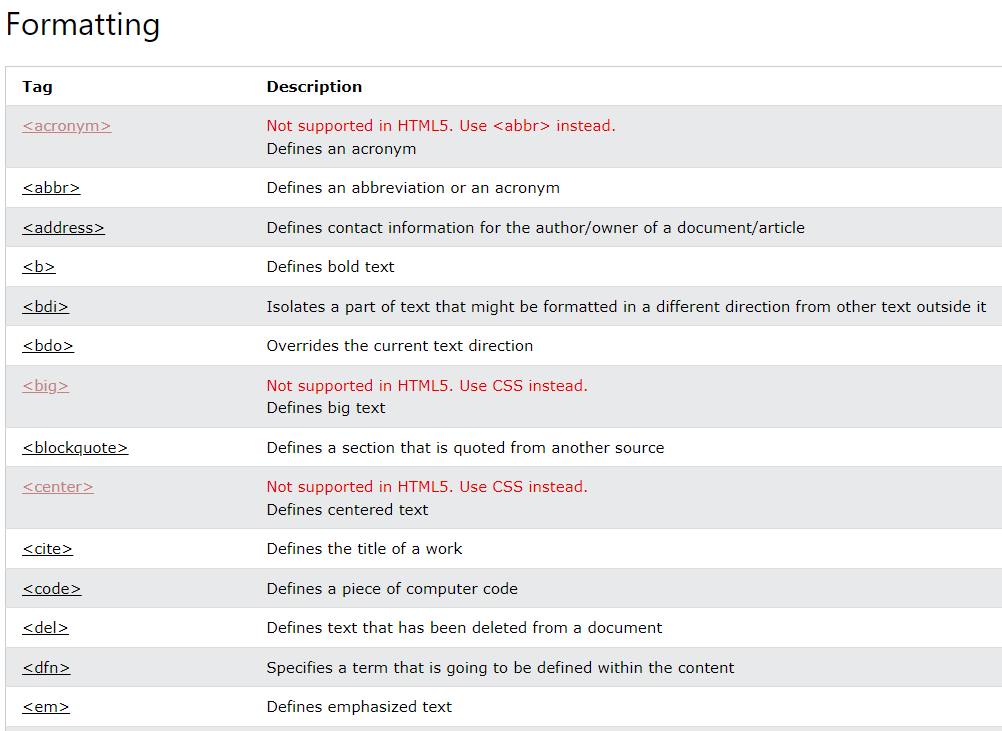 Formatting
Tag Description
<acronym> Not supported in HTML5. Use <abbr> instead.
Defines an acronym
<abbr> Defines an abbreviation or an acronym
<address> Defines contact information for the author/owner of a document/article
<b> Defines bold text
<bdi> Isolates a part of text that might be formatted in a different direction from other text outside it
<bdo> Overrides the current text direction
<big> Not supported in HTML5. Use CSS instead.
Defines big text
<blockquote> Defines a section that is quoted from another source
<center> Not supported in HTML5. Use CSS instead.
Defines centered text
<cite> Defines the title of a work
<code> Defines a piece of computer code
<del> Defines text that has been deleted from a document
<dfn> Specifies a term that is going to be defined within the content
<em> Defines emphasized text